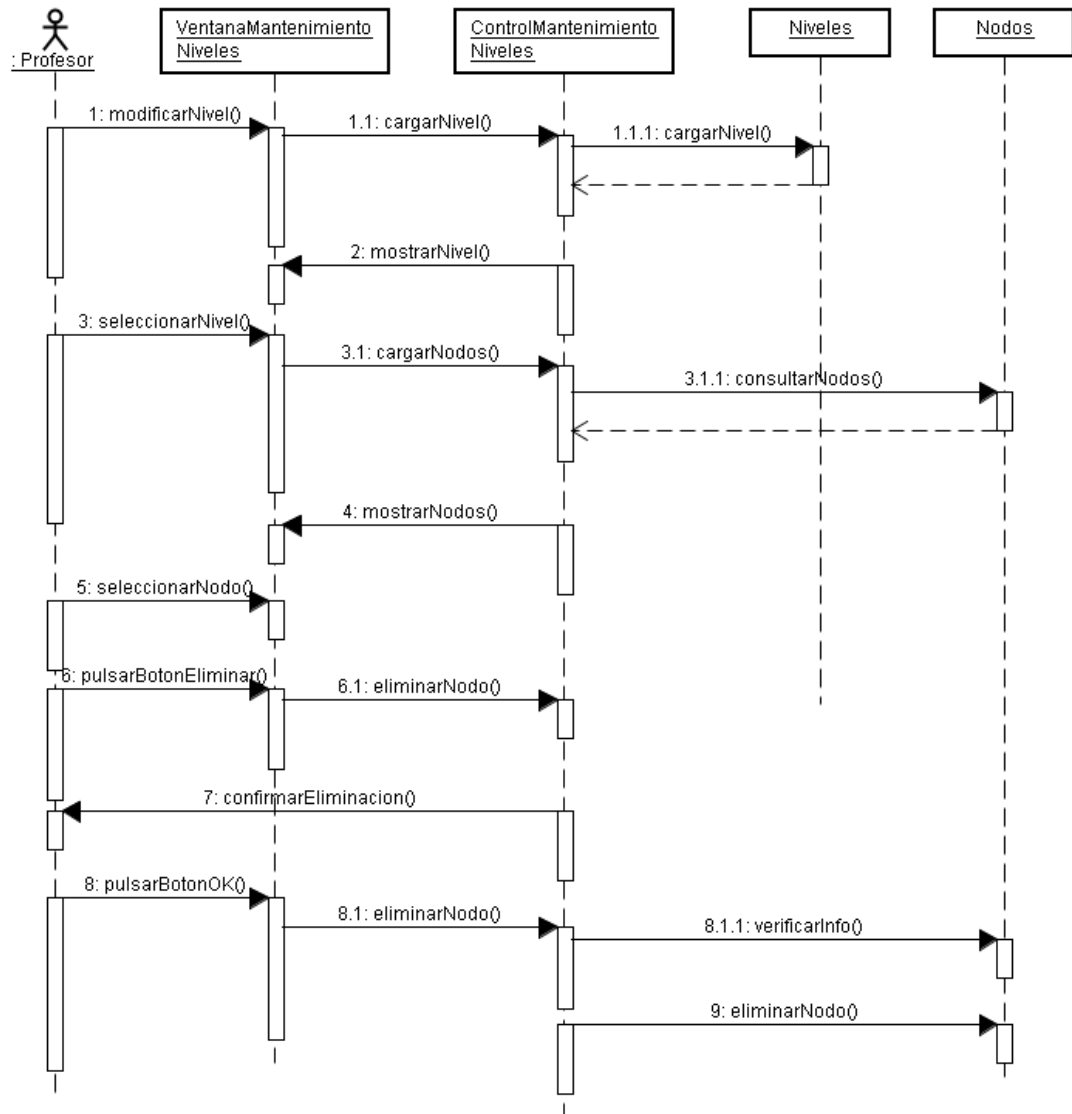 VentanaMantenimiento
Niveles
ControlMantenimiento
Niveles
Niveles
Nodos
: Profesor
1: modificarNivel()
1.1: cargarNivel()
1.1.1: cargarNivel()
2: mostrarNivel()
3: seleccionarNivel()
3.1: cargarNodos()
3.1.1: consultarNodos()
4: mostrarNodos()
5: seleccionarNodo()
6: pulsarBotonEliminar()
6.1: eliminarNodo()
7: confirmarEliminacion()
8: pulsarBotonOK()
8.1: eliminarNodo()
8.1.1: verificarInfo()
9: eliminarNodo()